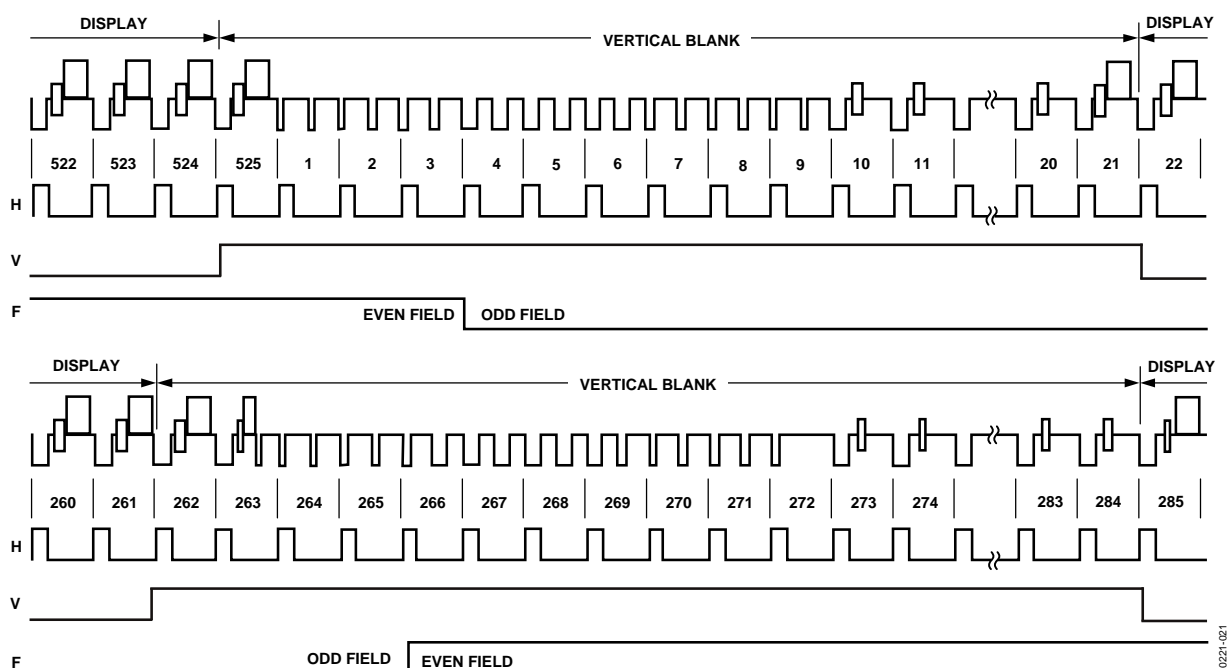 DISPLAY DISPLAY
VERTICAL BLANK
522 523 524 525 1 2 3 4 5 6 7 8 9 10 11 20 21 22
H
V
F
EVEN FIELD ODD FIELD
DISPLAY DISPLAY
VERTICAL BLANK
260 261 262 263 264 265 266 267 268 269 270 271 272 273 274 283 284 285
H
V
F
ODD FIELD EVEN FIELD
0221-021